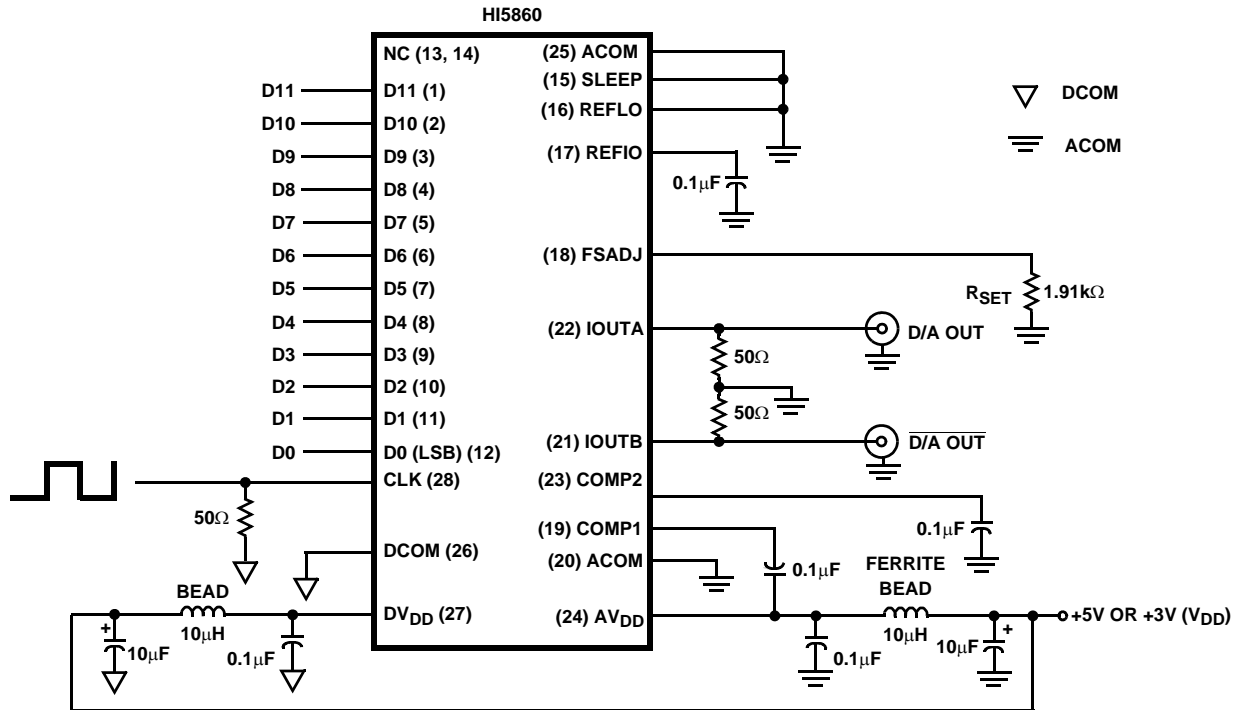 HI5860
NC (13, 14)
D11
D11 (1)
D10
D10 (2)
D9
D9 (3)
D8
D8 (4)
D7
D7 (5)
D6
D6 (6)
D5
D5 (7)
D4
D4 (8)
D3
D3 (9)
D2
D2 (10)
D1
D1 (11)
D0
D0 (LSB) (12)
CLK (28)
50Ω
DCOM (26)
BEAD
DVDD (27)
+
10μH
10μF
0.1μF
(25) ACOM
(15) SLEEP
(16) REFLO
(17) REFIO
0.1μF
(18) FSADJ
RSET
1.91kΩ
(22) IOUTA
D/A OUT
50Ω
50Ω
(21) IOUTB
D/A OUT
(23) COMP2
0.1μF
(19) COMP1
0.1μF
(20) ACOM
FERRITE
BEAD
(24) AVDD
10μH
+
+5V OR +3V (VDD)
0.1μF
10μF
DCOM
ACOM